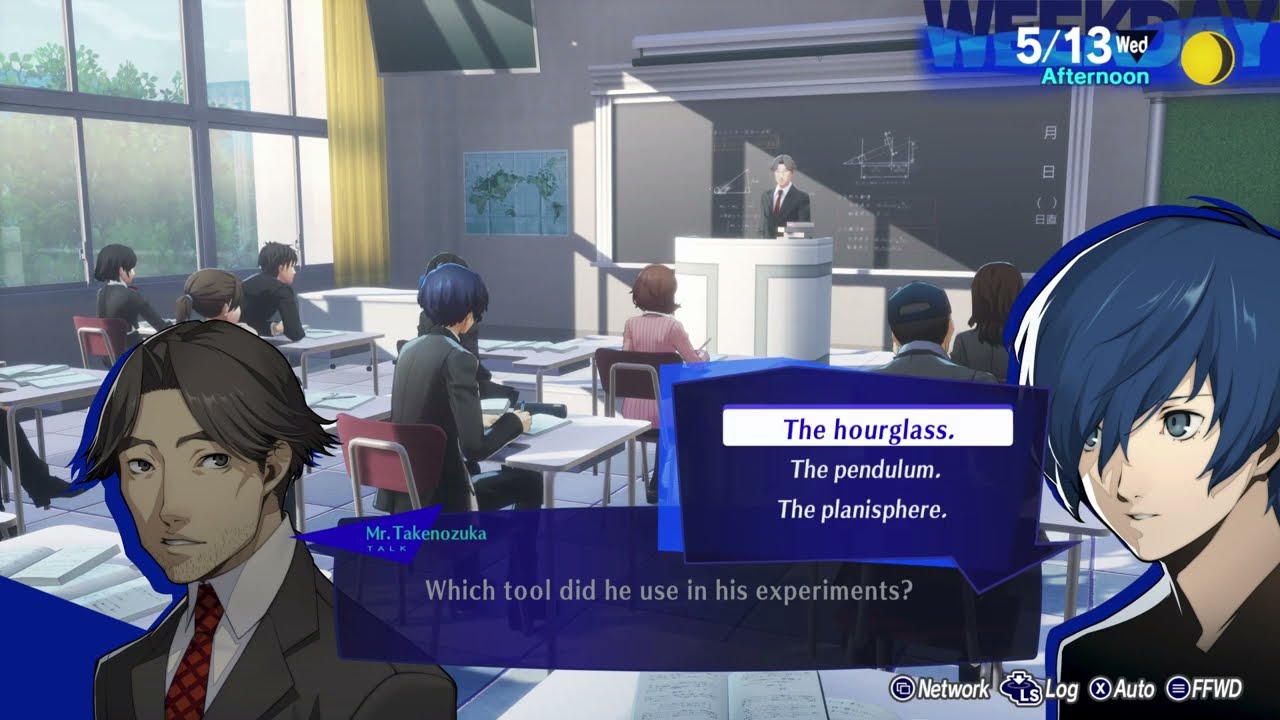 WEEKDAY
5/13 Wed
Afternoon
月
日
( )
日直
The hourglass.
The pendulum.
The planisphere.
Mr.Takenozuka
TALK
Which tool did he use in his experiments?
Network LS Log X Auto FFWD